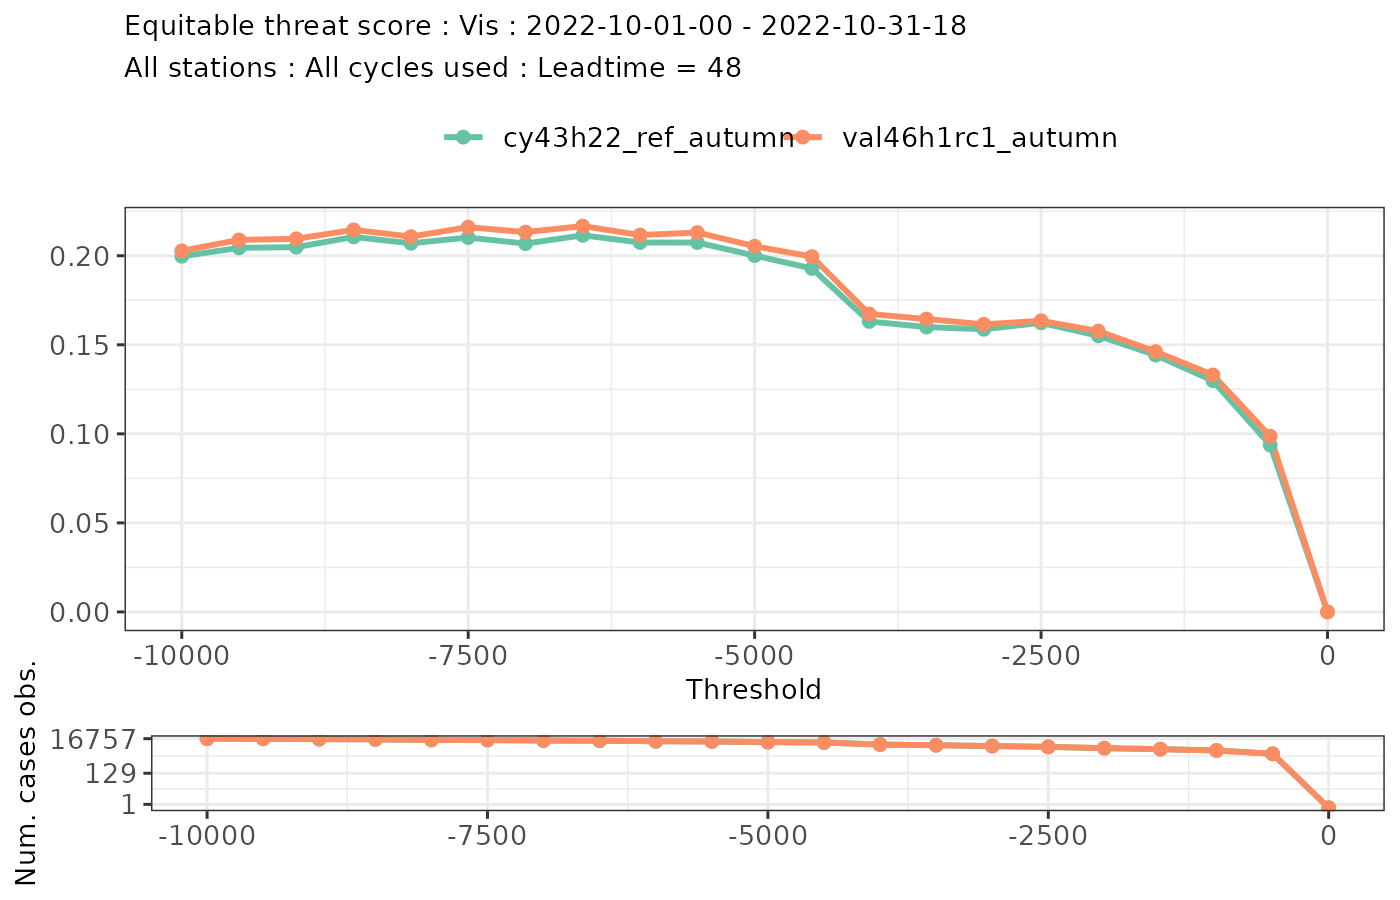 Equitable threat score : Vis : 2022-10-01-00 - 2022-10-31-18
All stations : All cycles used : Leadtime = 48
cy43h22_ref_autumn val46h1rc1_autumn
0.20
0.15
0.10
0.05
0.00
-10000 -7500 -5000 -2500 0
Threshold
Num. cases obs.
16757
129
1
-10000 -7500 -5000 -2500 0